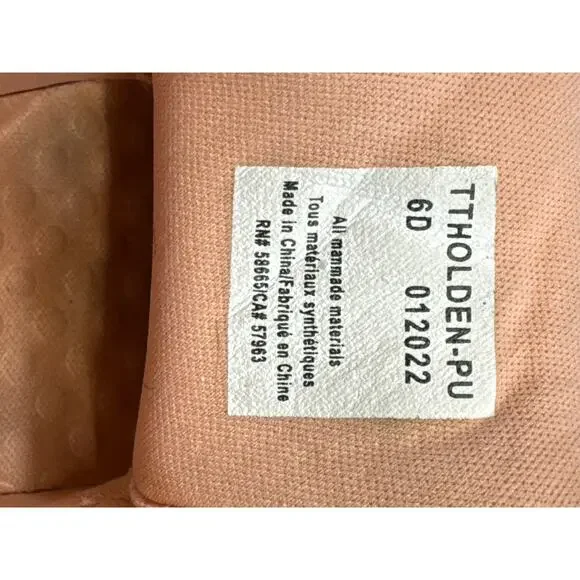 TTHOLDEN-PU
6D 012022
All manmade materials
Tous matériaux synthétiques
Made in China/Fabriqué en Chine
RN# 58665/CA# 57963